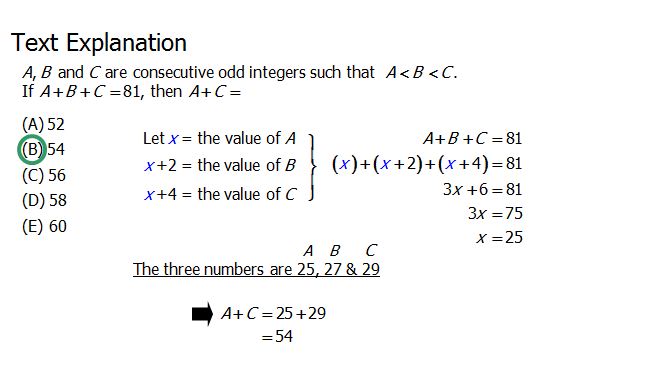 Text Explanation
A, B and C are consecutive odd integers such that A < B < C.
If A+B+C=81, then A+C=
(A) 52
(B) 54
(C) 56
(D) 58
(E) 60
Let x = the value of A
x+2 = the value of B
x+4 = the value of C
A+B+C=81
(x)+(x+2)+(x+4)=81
3x+6=81
3x=75
x=25
A B C
The three numbers are 25, 27 & 29
A+C=25+29
=54